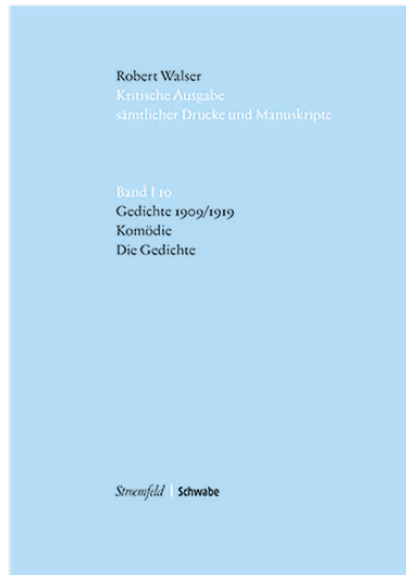 Robert Walser
Kritische Ausgabe
sämtlicher Drucke und Manuskripte
Band I 10
Gedichte 1909/1919
Komödie
Die Gedichte
Stroemfeld | Schwabe